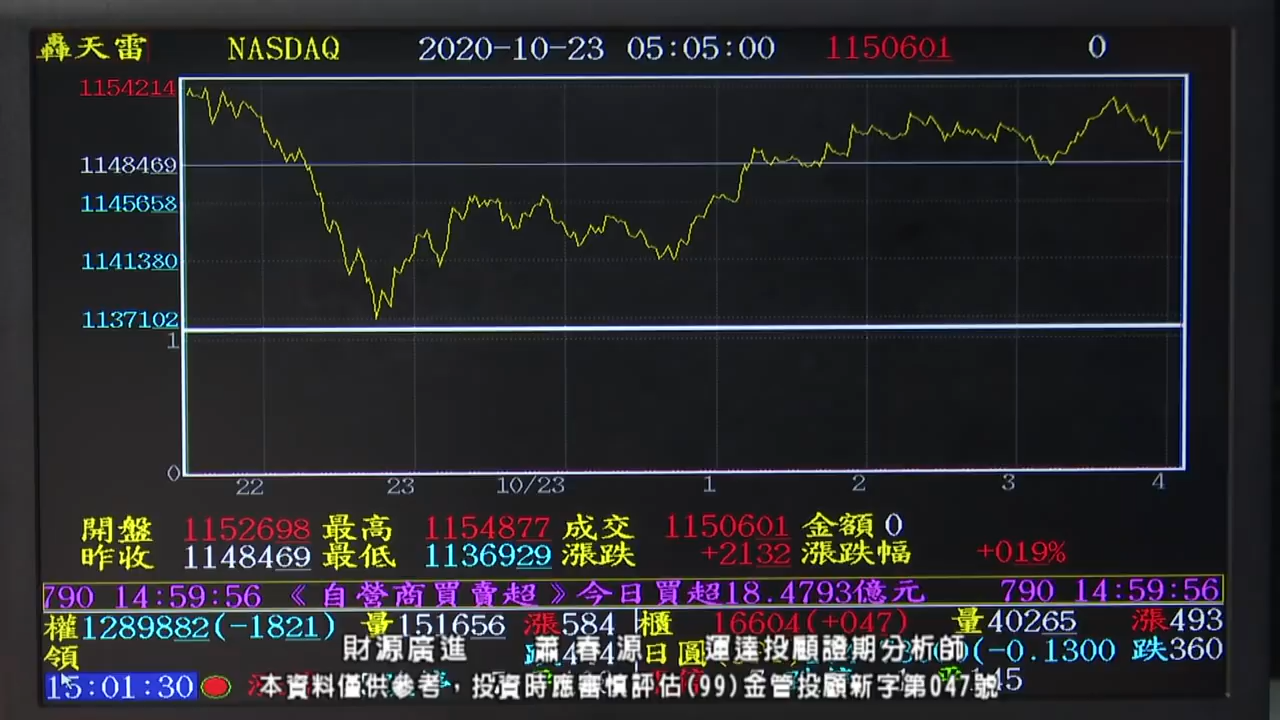 轟天雷 NASDAQ 2020-10-23 05:05:00 1150601 0
1154214
1148469
1145658
1141380
1137102
1
0
22 23 10/23 1 2 3 4
開盤 1152698 最高 1154877 成交 1150601 金額 0
昨收 1148469 最低 1136929 漲跌 +2132 漲跌幅 +019%
790 14:59:56 《自營商買賣超》今日買超18.4793億元 790 14:59:56
權1289882(-1821) 量151656 漲584 櫃 16604(+047) 量40265 漲493
領 日圓 (-0.1300 跌360
財源廣進 蕭春源 運達投顧證期分析師
15:01:30
本資料僅供參考，投資時應審慎評估(99)金管投顧新字第047號